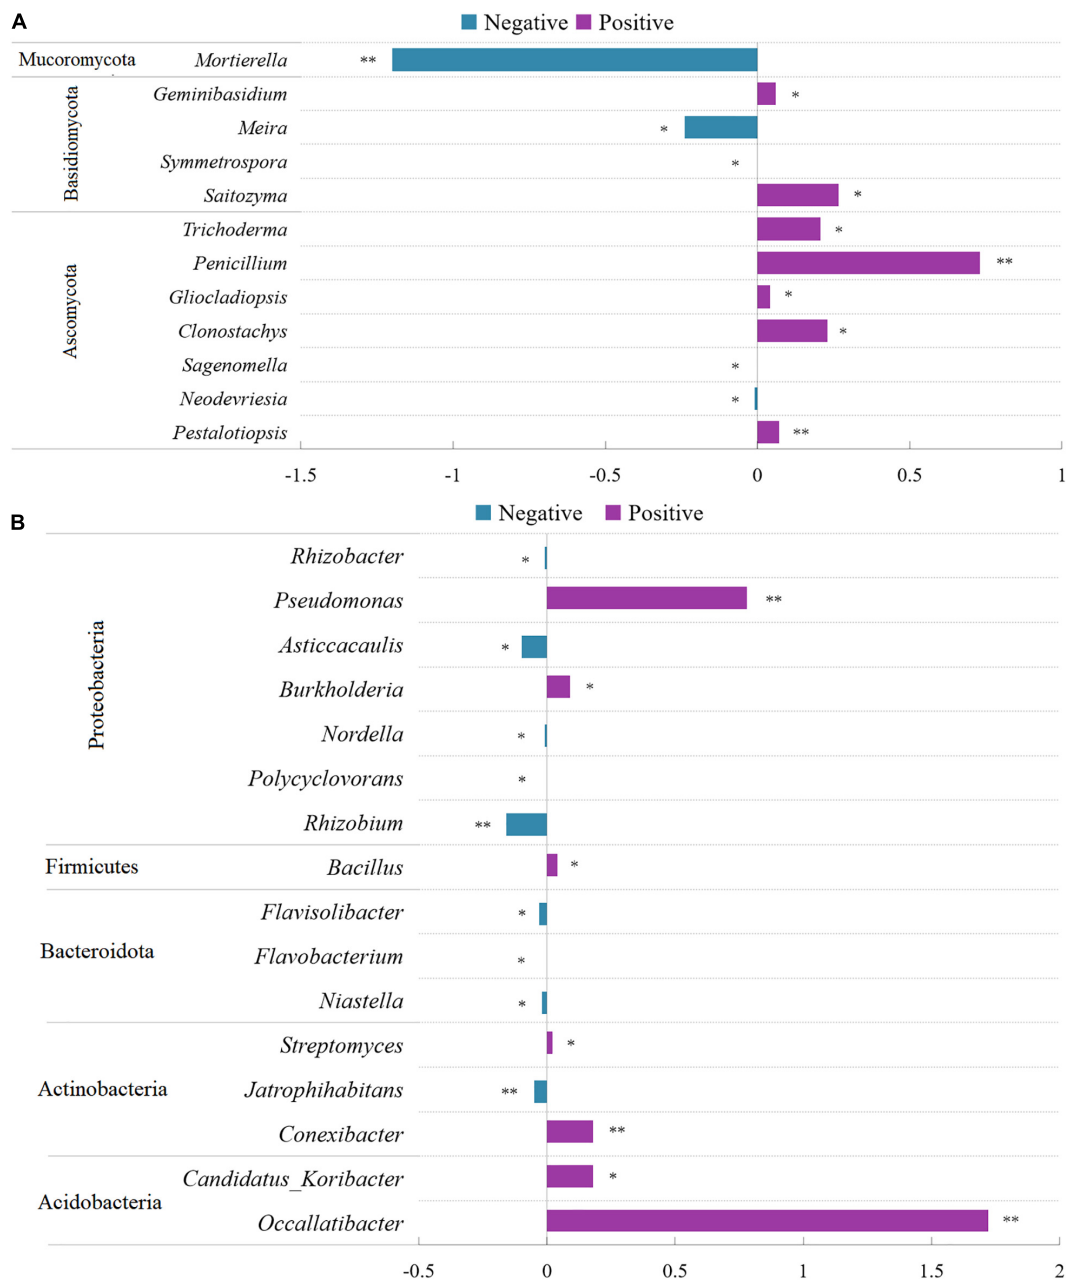 A
Negative Positive
Mucoromycota Mortierella **
Basidiomycota
Geminibasidium *
Meira *
Symmetrospora *
Saitozyma *
Ascomycota
Trichoderma *
Penicillium **
Gliocladiopsis *
Clonostachys *
Sagenomella *
Neodevriesia *
Pestalotiopsis **
-1.5 -1 -0.5 0 0.5 1
B
Negative Positive
Proteobacteria
Rhizobacter *
Pseudomonas **
Asticcacaulis *
Burkholderia *
Nordella *
Polycyclovorans *
Rhizobium **
Firmicutes Bacillus *
Bacteroidota
Flavisolibacter *
Flavobacterium *
Niastella *
Actinobacteria
Streptomyces *
Jatrophihabitans **
Conexibacter **
Acidobacteria
Candidatus_Koribacter *
Occallatibacter **
-0.5 0 0.5 1 1.5 2